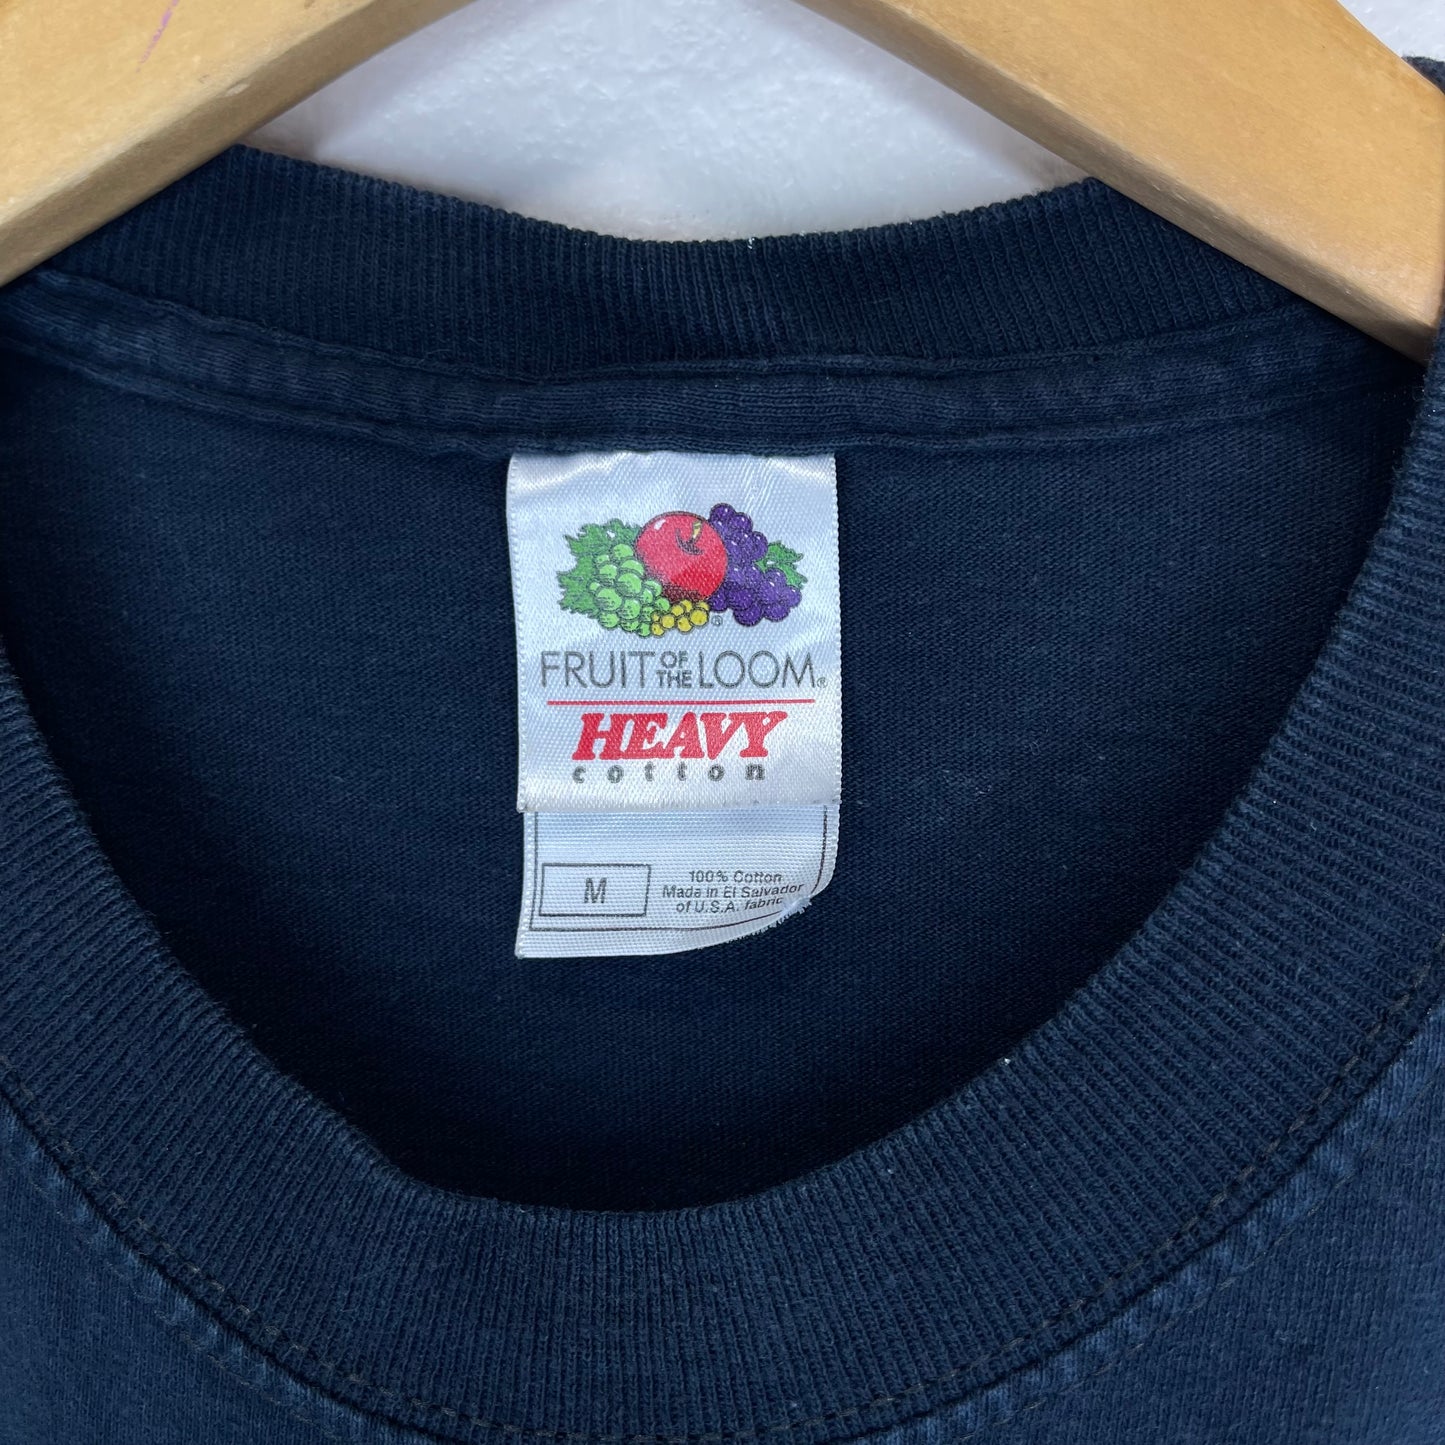 ®
FRUIT OF THE LOOM®
HEAVY
cotton
M
100% Cotton
Made in El Salvador
of U.S.A. fabric